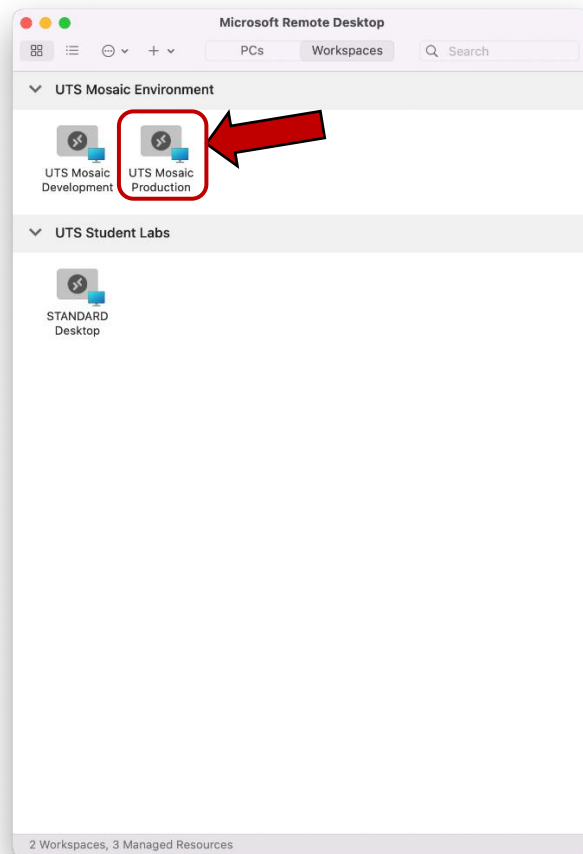 Microsoft Remote Desktop
PCs Workspaces Search
UTS Mosaic Environment
UTS Mosaic UTS Mosaic
Development Production
UTS Student Labs
STANDARD
Desktop
2 Workspaces, 3 Managed Resources